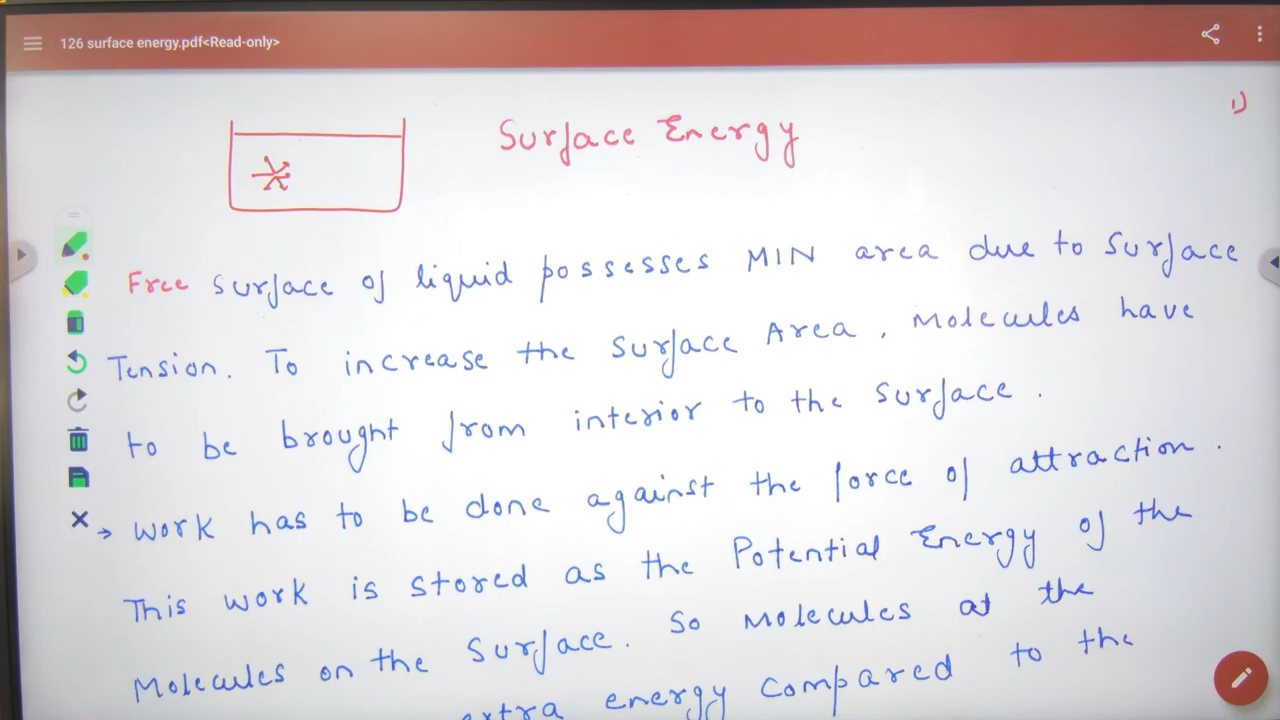 126 surface energy.pdf<Read-only>
1)
Surface Energy
Free surface of liquid possesses MIN area due to surface
Tension. To increase the surface Area, Molecules have
to be brought from interior to the surface.
→ work has to be done against the force of attraction.
This work is stored as the Potential Energy of the
Molecules on the surface. So Molecules at the
extra energy compared to the